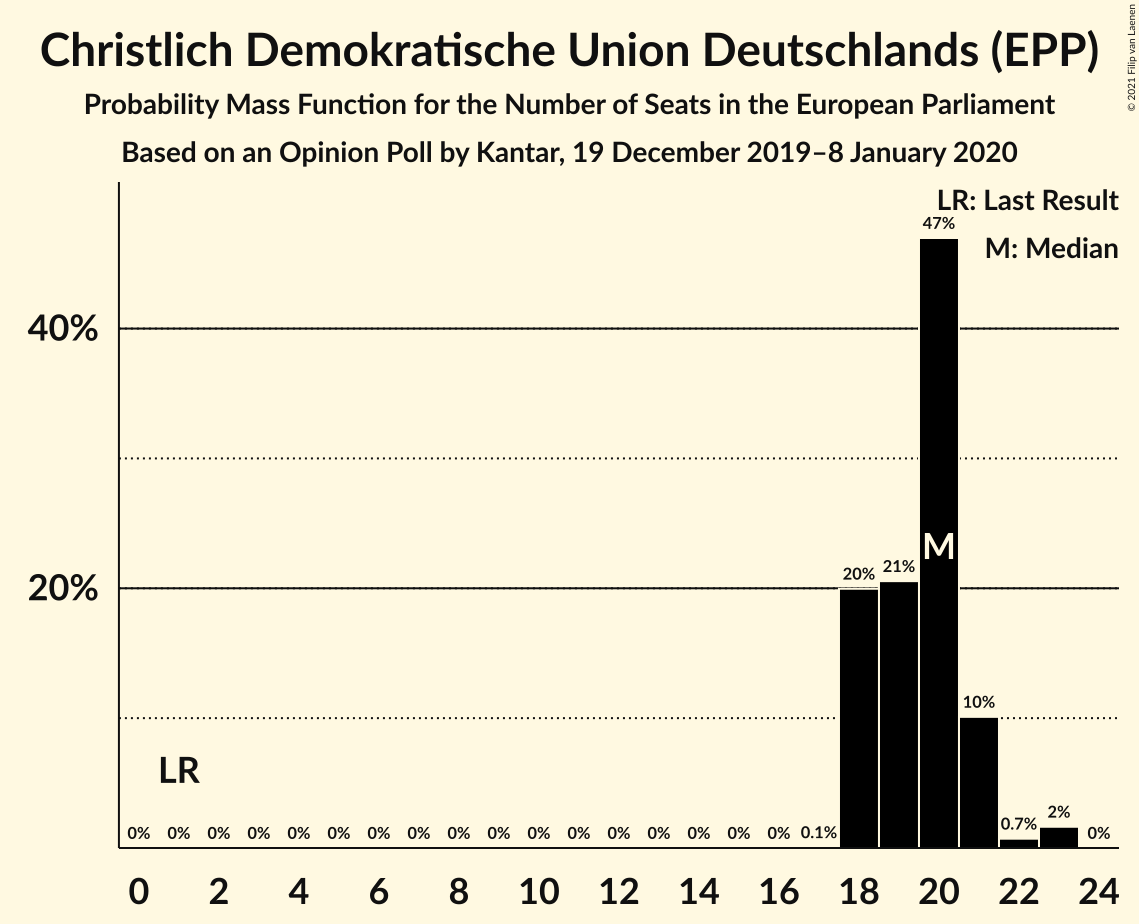 Christlich Demokratische Union Deutschlands (EPP)
Probability Mass Function for the Number of Seats in the European Parliament
Based on an Opinion Poll by Kantar, 19 December 2019–8 January 2020
© 2021 Filip van Laenen
LR: Last Result
M: Median
47%
40%
M
20%
20% 21%
10%
LR
0% 0% 0% 0% 0% 0% 0% 0% 0% 0% 0% 0% 0% 0% 0% 0% 0% 0.1% 0.7% 2% 0%
0 2 4 6 8 10 12 14 16 18 20 22 24